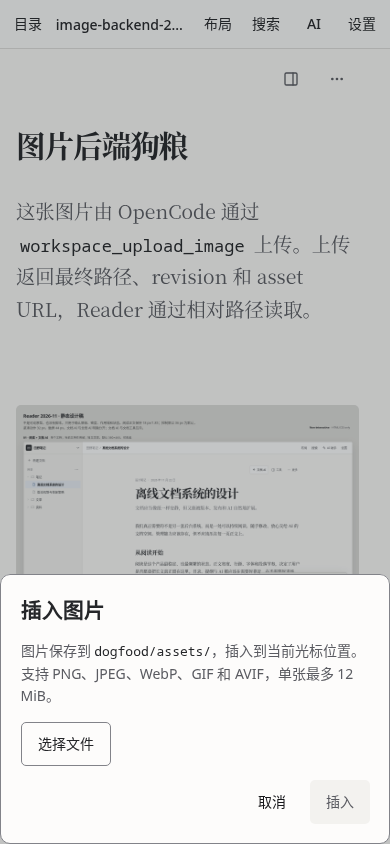 目录 image-backend-2... 布局 搜索 AI 设置
图片后端狗粮
这张图片由 OpenCode 通过
workspace_upload_image 上传。上传
返回最终路径、revision 和 asset
URL，Reader 通过相对路径读取。
离线文档系统的设计
从阅读开始
插入图片
图片保存到 dogfood/assets/，插入到当前光标位置。
支持 PNG、JPEG、WebP、GIF 和 AVIF，单张最多 12
MiB。
选择文件
取消 插入